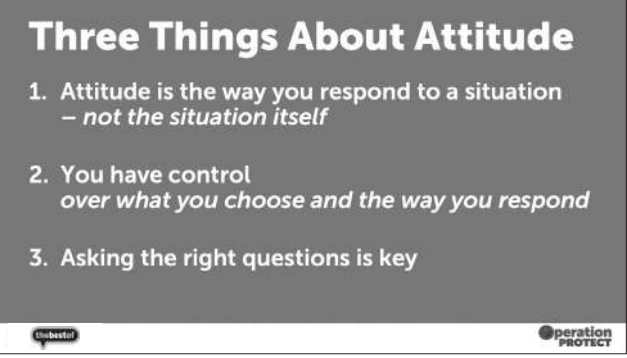 Three Things About Attitude
1. Attitude is the way you respond to a situation
– not the situation itself
2. You have control
over what you choose and the way you respond
3. Asking the right questions is key
thebestof
Operation
PROTECT